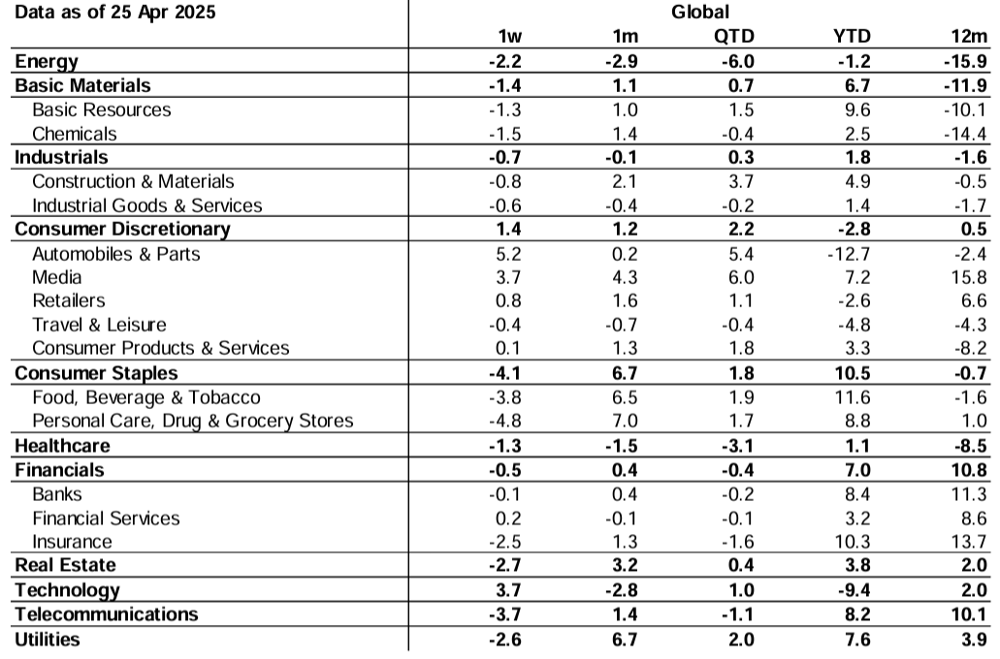 Data as of 25 Apr 2025 Global
1w 1m QTD YTD 12m
Energy -2.2 -2.9 -6.0 -1.2 -15.9
Basic Materials -1.4 1.1 0.7 6.7 -11.9
Basic Resources -1.3 1.0 1.5 9.6 -10.1
Chemicals -1.5 1.4 -0.4 2.5 -14.4
Industrials -0.7 -0.1 0.3 1.8 -1.6
Construction & Materials -0.8 2.1 3.7 4.9 -0.5
Industrial Goods & Services -0.6 -0.4 -0.2 1.4 -1.7
Consumer Discretionary 1.4 1.2 2.2 -2.8 0.5
Automobiles & Parts 5.2 0.2 5.4 -12.7 -2.4
Media 3.7 4.3 6.0 7.2 15.8
Retailers 0.8 1.6 1.1 -2.6 6.6
Travel & Leisure -0.4 -0.7 -0.4 -4.8 -4.3
Consumer Products & Services 0.1 1.3 1.8 3.3 -8.2
Consumer Staples -4.1 6.7 1.8 10.5 -0.7
Food, Beverage & Tobacco -3.8 6.5 1.9 11.6 -1.6
Personal Care, Drug & Grocery Stores -4.8 7.0 1.7 8.8 1.0
Healthcare -1.3 -1.5 -3.1 1.1 -8.5
Financials -0.5 0.4 -0.4 7.0 10.8
Banks -0.1 0.4 -0.2 8.4 11.3
Financial Services 0.2 -0.1 -0.1 3.2 8.6
Insurance -2.5 1.3 -1.6 10.3 13.7
Real Estate -2.7 3.2 0.4 3.8 2.0
Technology 3.7 -2.8 1.0 -9.4 2.0
Telecommunications -3.7 1.4 -1.1 8.2 10.1
Utilities -2.6 6.7 2.0 7.6 3.9